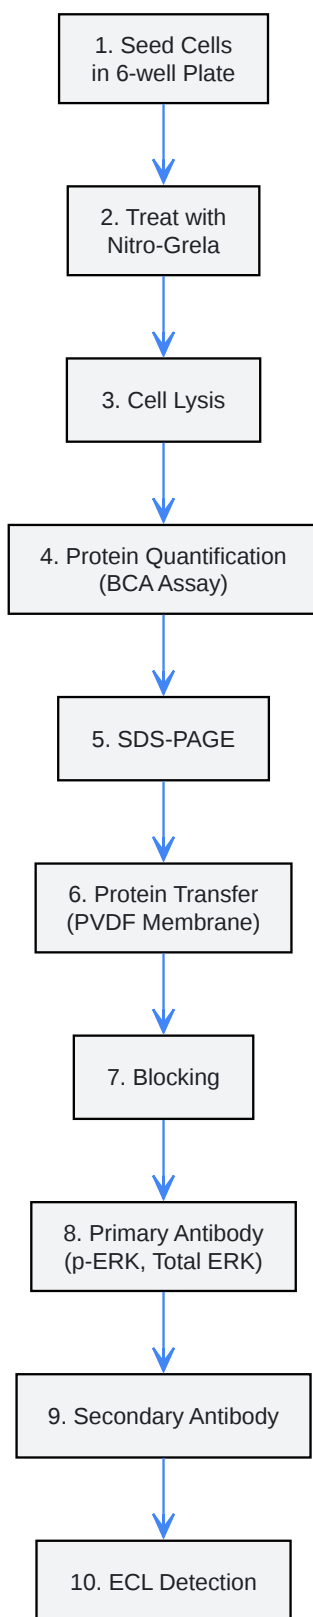 1. Seed Cells
in 6-well Plate
2. Treat with
Nitro-Grela
3. Cell Lysis
4. Protein Quantification
(BCA Assay)
5. SDS-PAGE
6. Protein Transfer
(PVDF Membrane)
7. Blocking
8. Primary Antibody
(p-ERK, Total ERK)
9. Secondary Antibody
10. ECL Detection